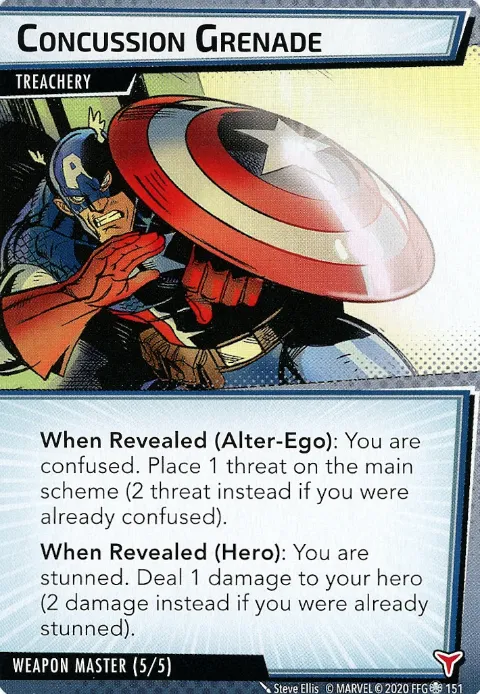 CONCUSSION GRENADE
TREACHERY
A
When Revealed (Alter-Ego): You are
confused. Place 1 threat on the main
scheme (2 threat instead if you were
already confused).
When Revealed (Hero): You are
stunned. Deal 1 damage to your hero
(2 damage instead if you were already
stunned).
WEAPON MASTER (5/5)
Steve Ellis © MARVEL © 2020 FFG 151